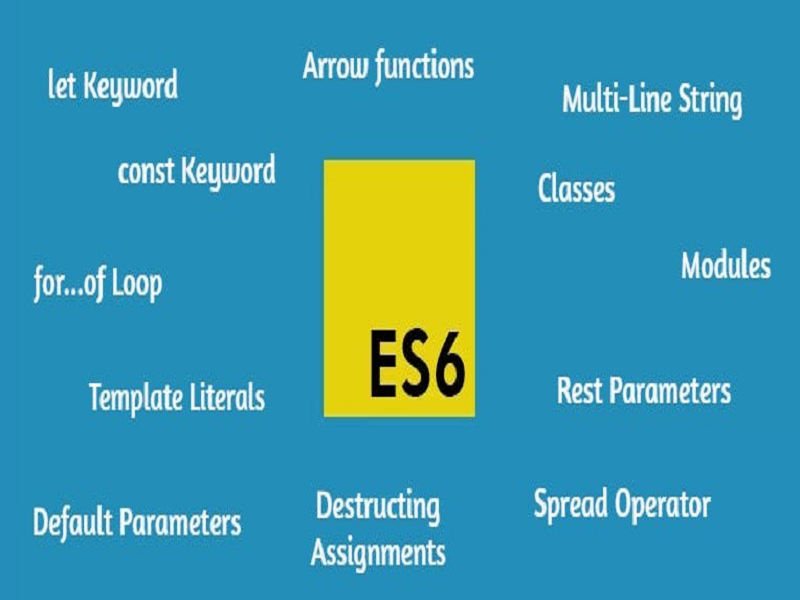 Arrow functions
let Keyword
Multi-Line String
const Keyword
Classes
Modules
for...of Loop
ES6
Template Literals
Rest Parameters
Destructing
Assignments
Spread Operator
Default Parameters